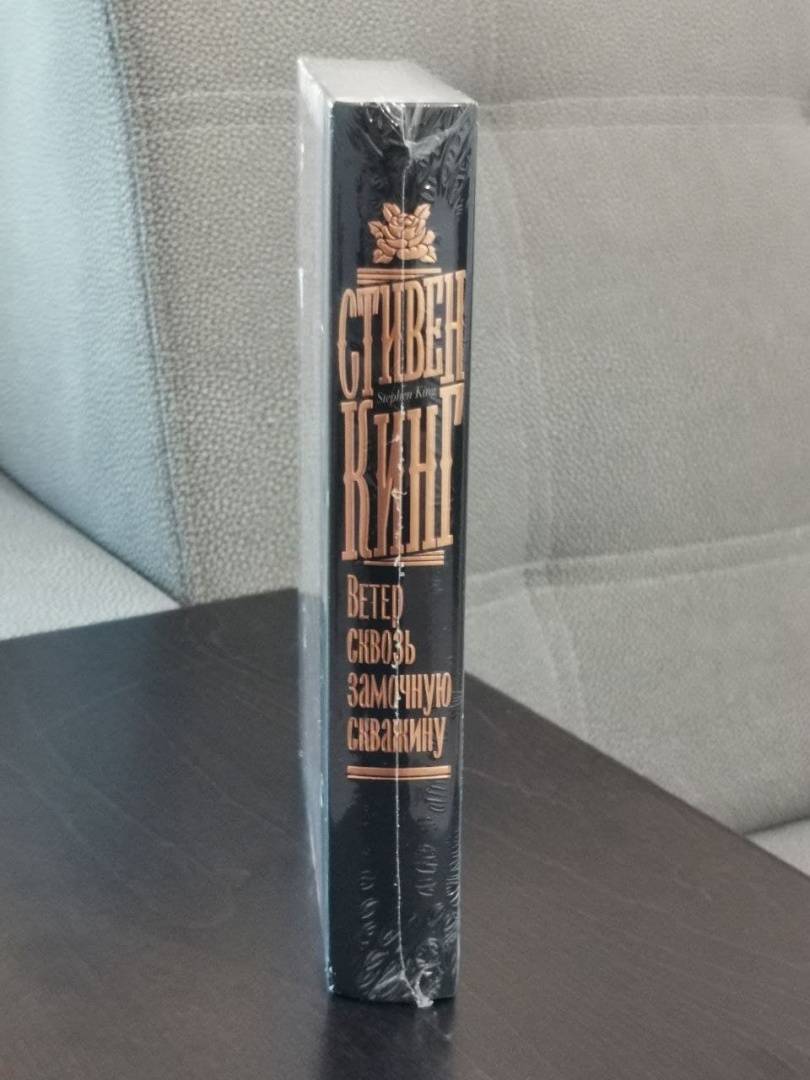 СТИВЕН
Stephen King
КИНГ
Ветер
сквозь
замочную
скважину